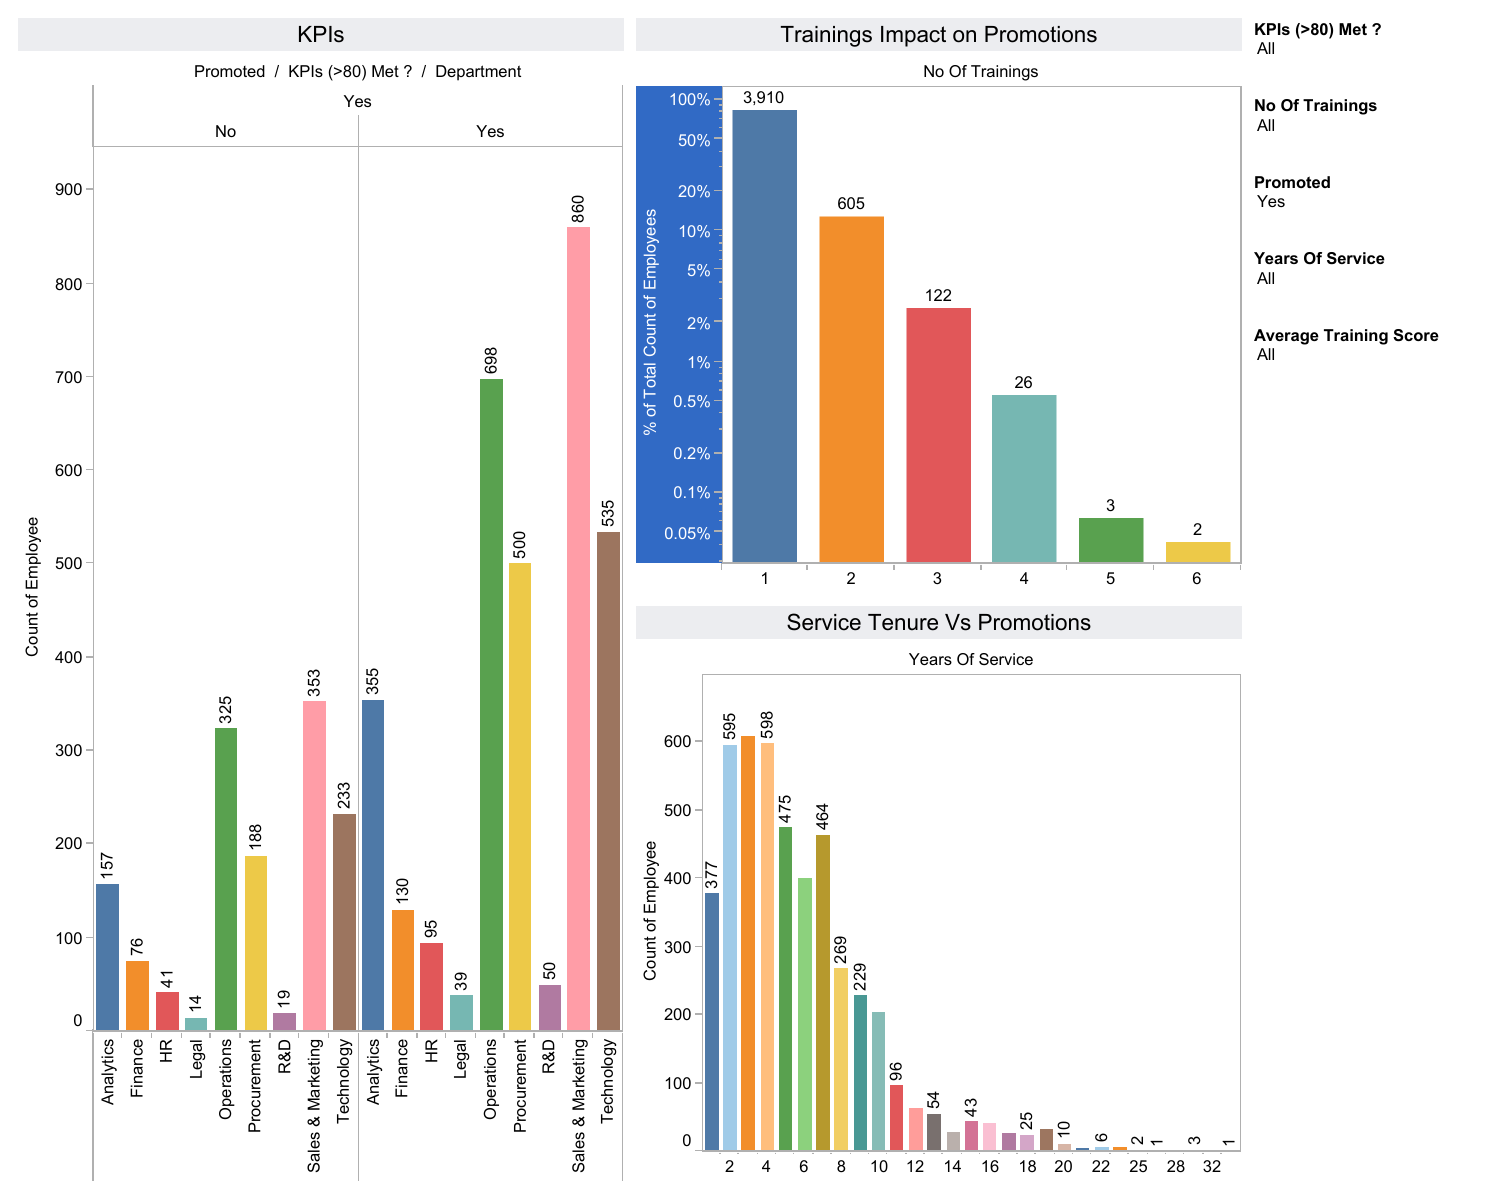 KPIs
Promoted / KPIs (>80) Met ? / Department
Yes
No Yes
Count of Employee
900
800
700
600
500
400
300
200
100
0
157
76
41
14
325
188
19
353
233
355
130
95
39
698
500
50
860
535
Analytics
Finance
HR
Legal
Operations
Procurement
R&D
Sales & Marketing
Technology
Analytics
Finance
HR
Legal
Operations
Procurement
R&D
Sales & Marketing
Technology
Trainings Impact on Promotions
No Of Trainings
% of Total Count of Employees
100%
50%
20%
10%
5%
2%
1%
0.5%
0.2%
0.1%
0.05%
3,910
605
122
26
3
2
1 2 3 4 5 6
Service Tenure Vs Promotions
Years Of Service
Count of Employee
600
500
400
300
200
100
0
377
595
598
475
464
269
229
96
54
43
25
10
6
2
1
3
1
2 4 6 8 10 12 14 16 18 20 22 25 28 32
KPIs (>80) Met ?
All
No Of Trainings
All
Promoted
Yes
Years Of Service
All
Average Training Score
All